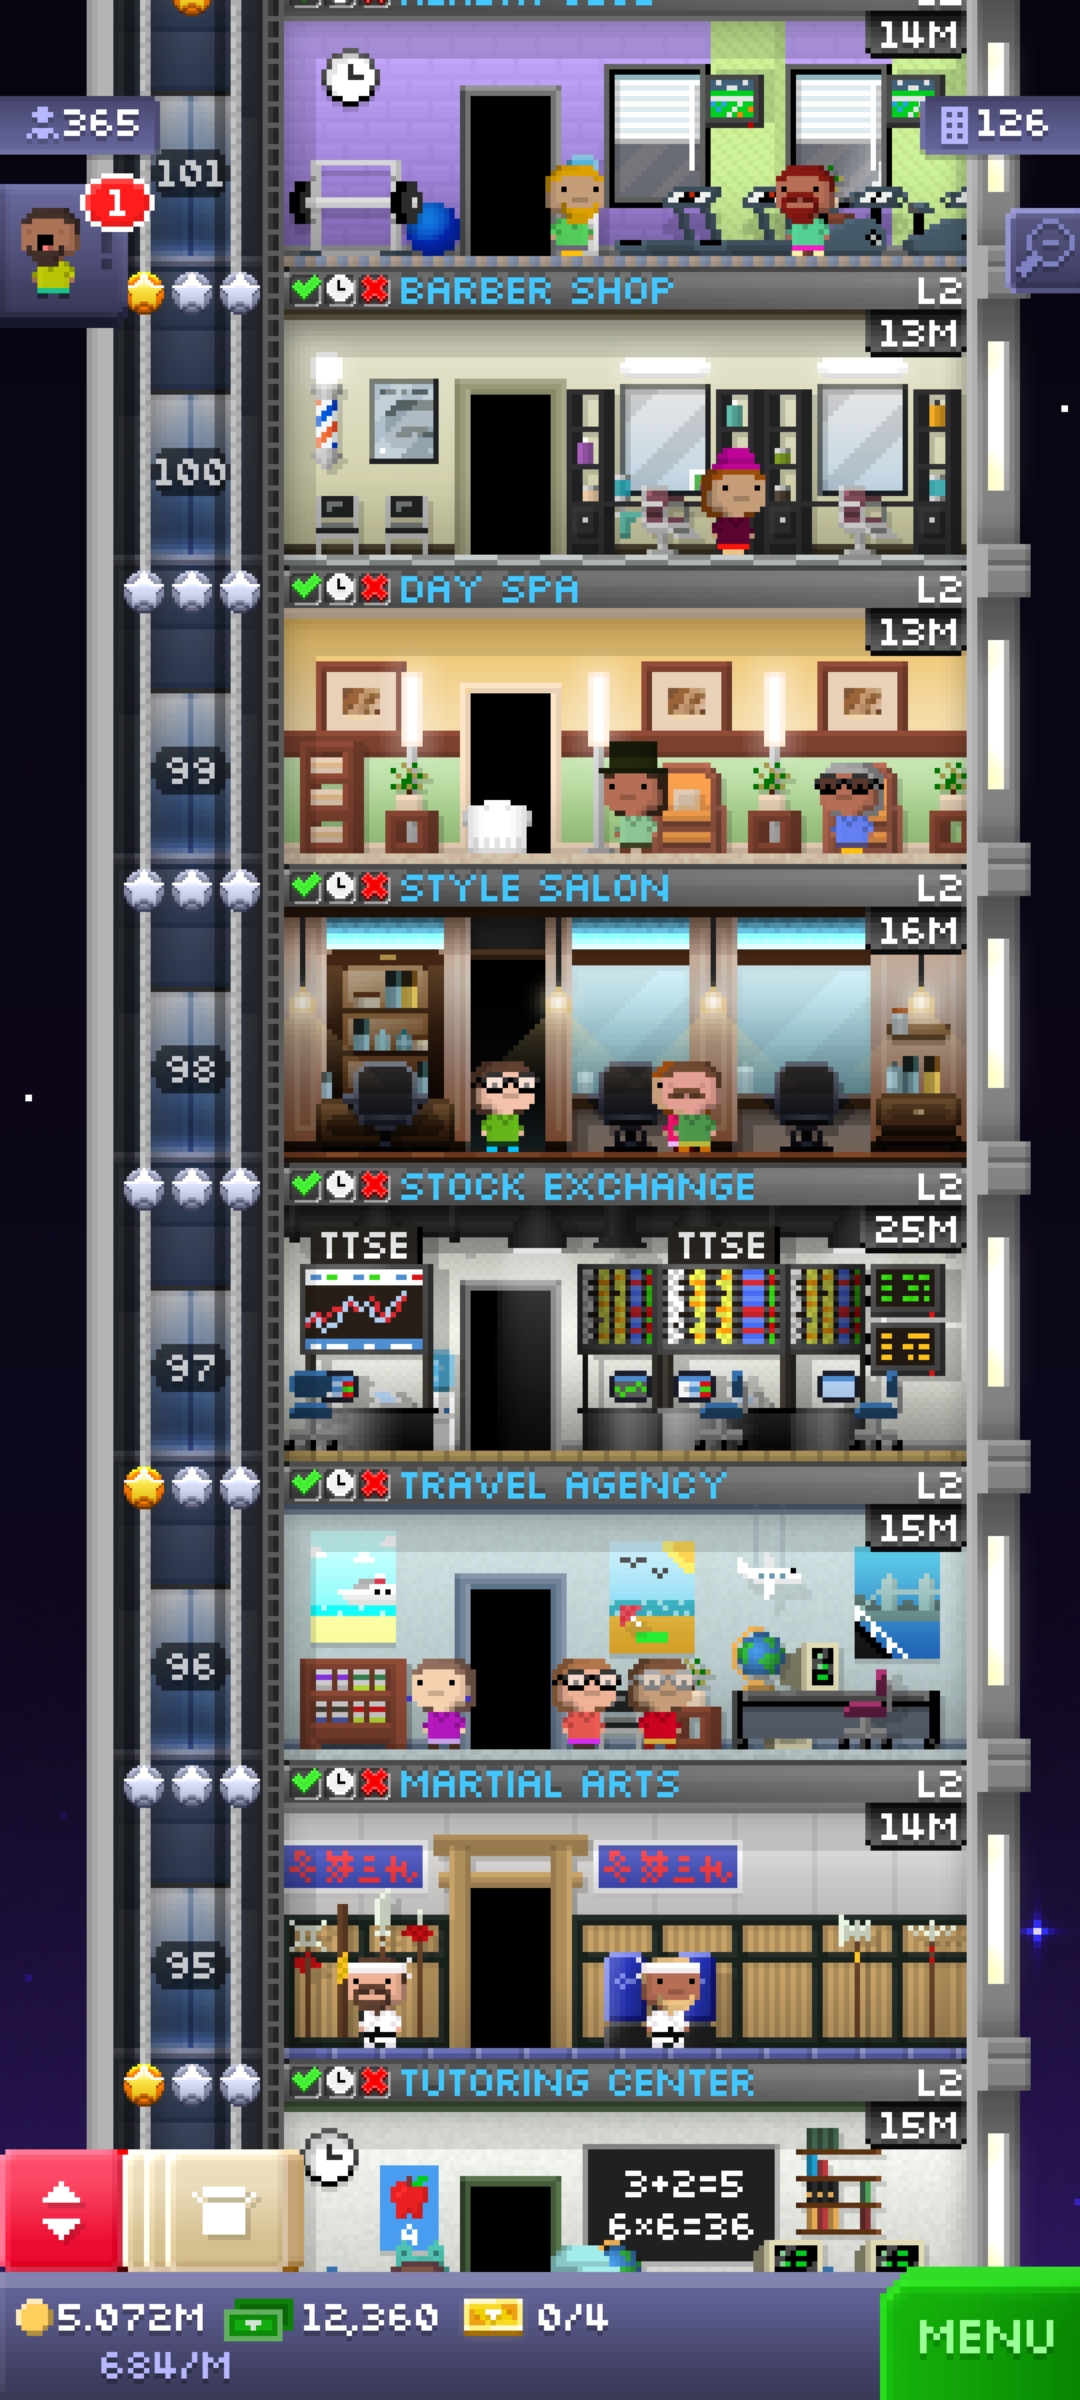 L2
14M
365
126
101
1
BARBER SHOP L2
13M
100
DAY SPA L2
13M
99
STYLE SALON L2
16M
98
STOCK EXCHANGE L2
25M
TTSE TTSE
97
TRAVEL AGENCY L2
15M
96
MARTIAL ARTS L2
14M
95
TUTORING CENTER L2
15M
3+2=5
6×6=36
5.072M 12,360 0/4
684/M
MENU